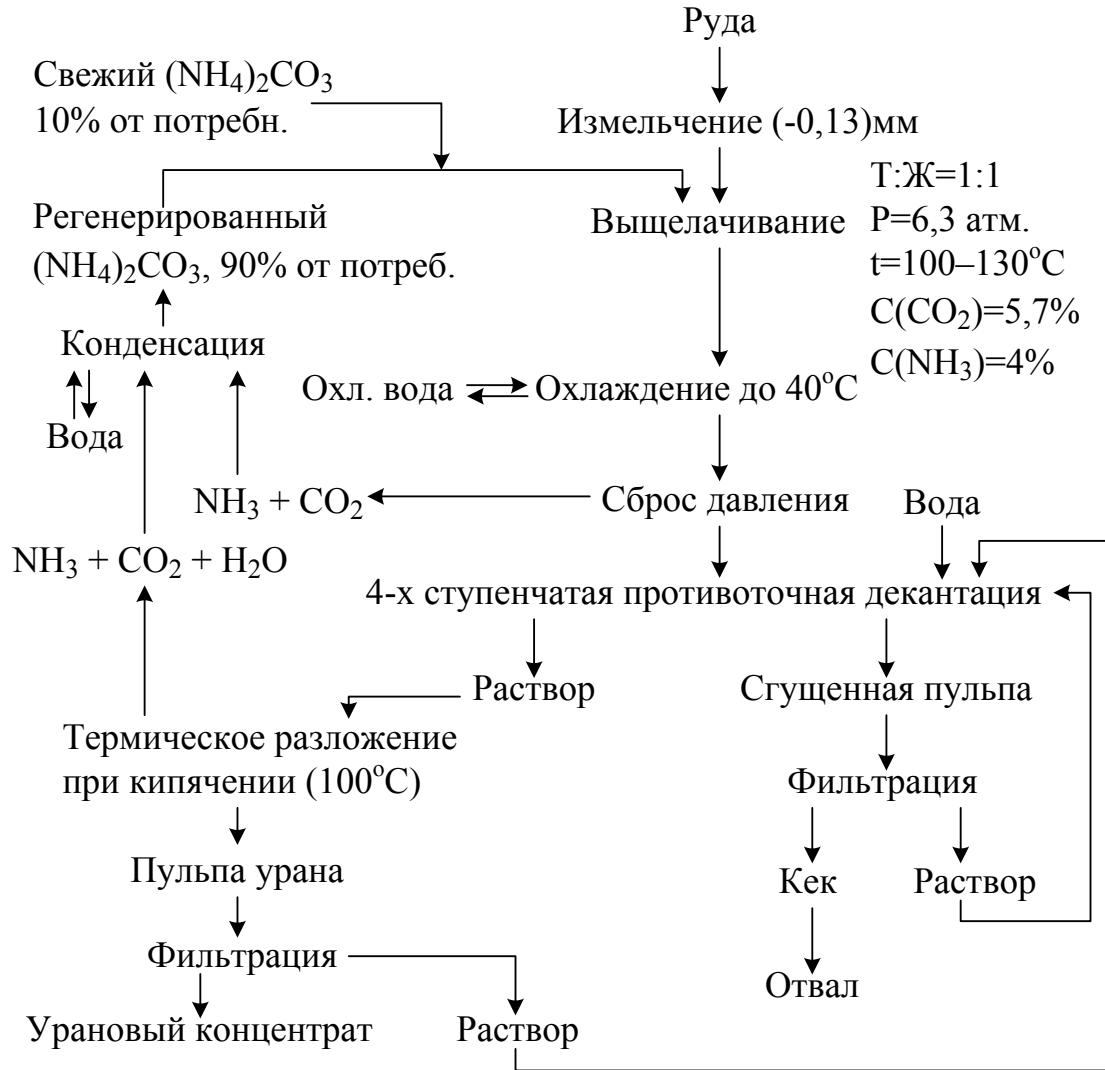 Руда
Свежий (NH4)2CO3
10% от потребн.
Измельчение (-0,13)мм
Т:Ж=1:1
P=6,3 атм.
t=100–130°C
C(CO2)=5,7%
C(NH3)=4%
Регенерированный
(NH4)2CO3, 90% от потреб.
Выщелачивание
Конденсация
Вода
Охл. вода
Охлаждение до 40°C
NH3 + CO2
Сброс давления
Вода
NH3 + CO2 + H2O
4-х ступенчатая противоточная декантация
Раствор
Сгущенная пульпа
Термическое разложение
при кипячении (100°C)
Фильтрация
Пульпа урана
Кек
Раствор
Фильтрация
Отвал
Урановый концентрат
Раствор